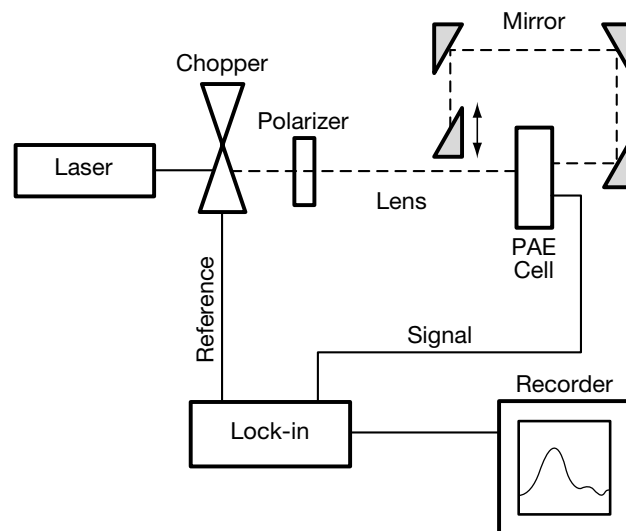 Mirror
Chopper
Polarizer
Laser
Lens
PAE
Cell
Reference
Signal
Recorder
Lock-in